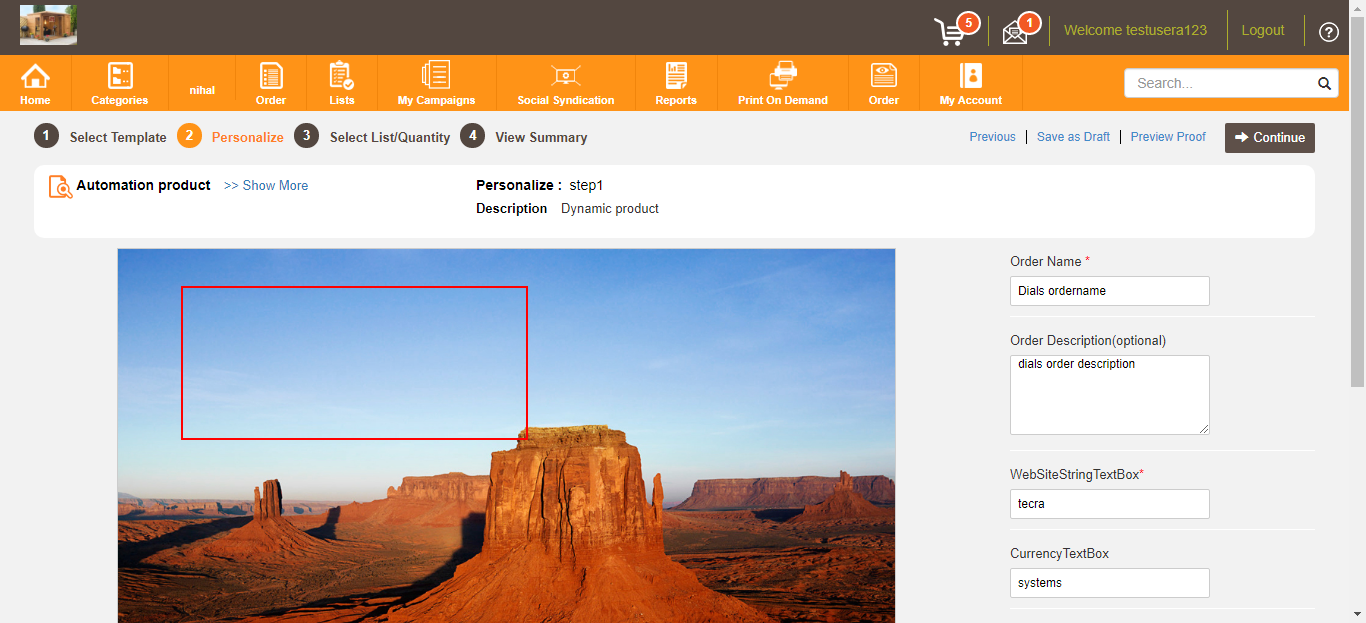 5
1
Welcome testusera123
Logout
?
Home
Categories
nihal
Order
Lists
My Campaigns
Social Syndication
Reports
Print On Demand
Order
My Account
Search...
1 Select Template 2 Personalize 3 Select List/Quantity 4 View Summary
Previous | Save as Draft | Preview Proof
Continue
Automation product >> Show More
Personalize : step1
Description Dynamic product
Order Name *
Dials ordername
Order Description(optional)
dials order description
WebSiteStringTextBox*
tecra
CurrencyTextBox
systems